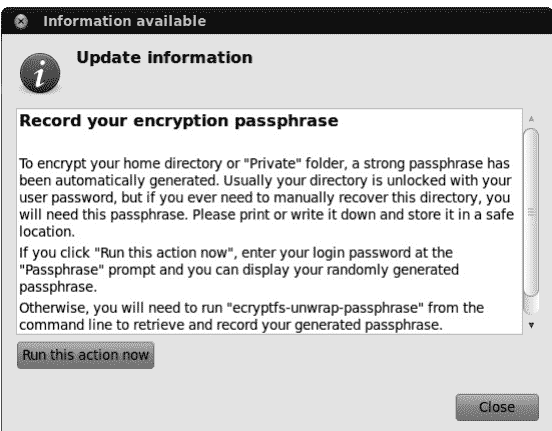 Information available
Update information
Record your encryption passphrase
To encrypt your home directory or "Private" folder, a strong passphrase has
been automatically generated. Usually your directory is unlocked with your
user password, but if you ever need to manually recover this directory, you
will need this passphrase. Please print or write it down and store it in a safe
location.
If you click "Run this action now", enter your login password at the
"Passphrase" prompt and you can display your randomly generated
passphrase.
Otherwise, you will need to run "ecryptfs-unwrap-passphrase" from the
command line to retrieve and record your generated passphrase.
Run this action now
Close